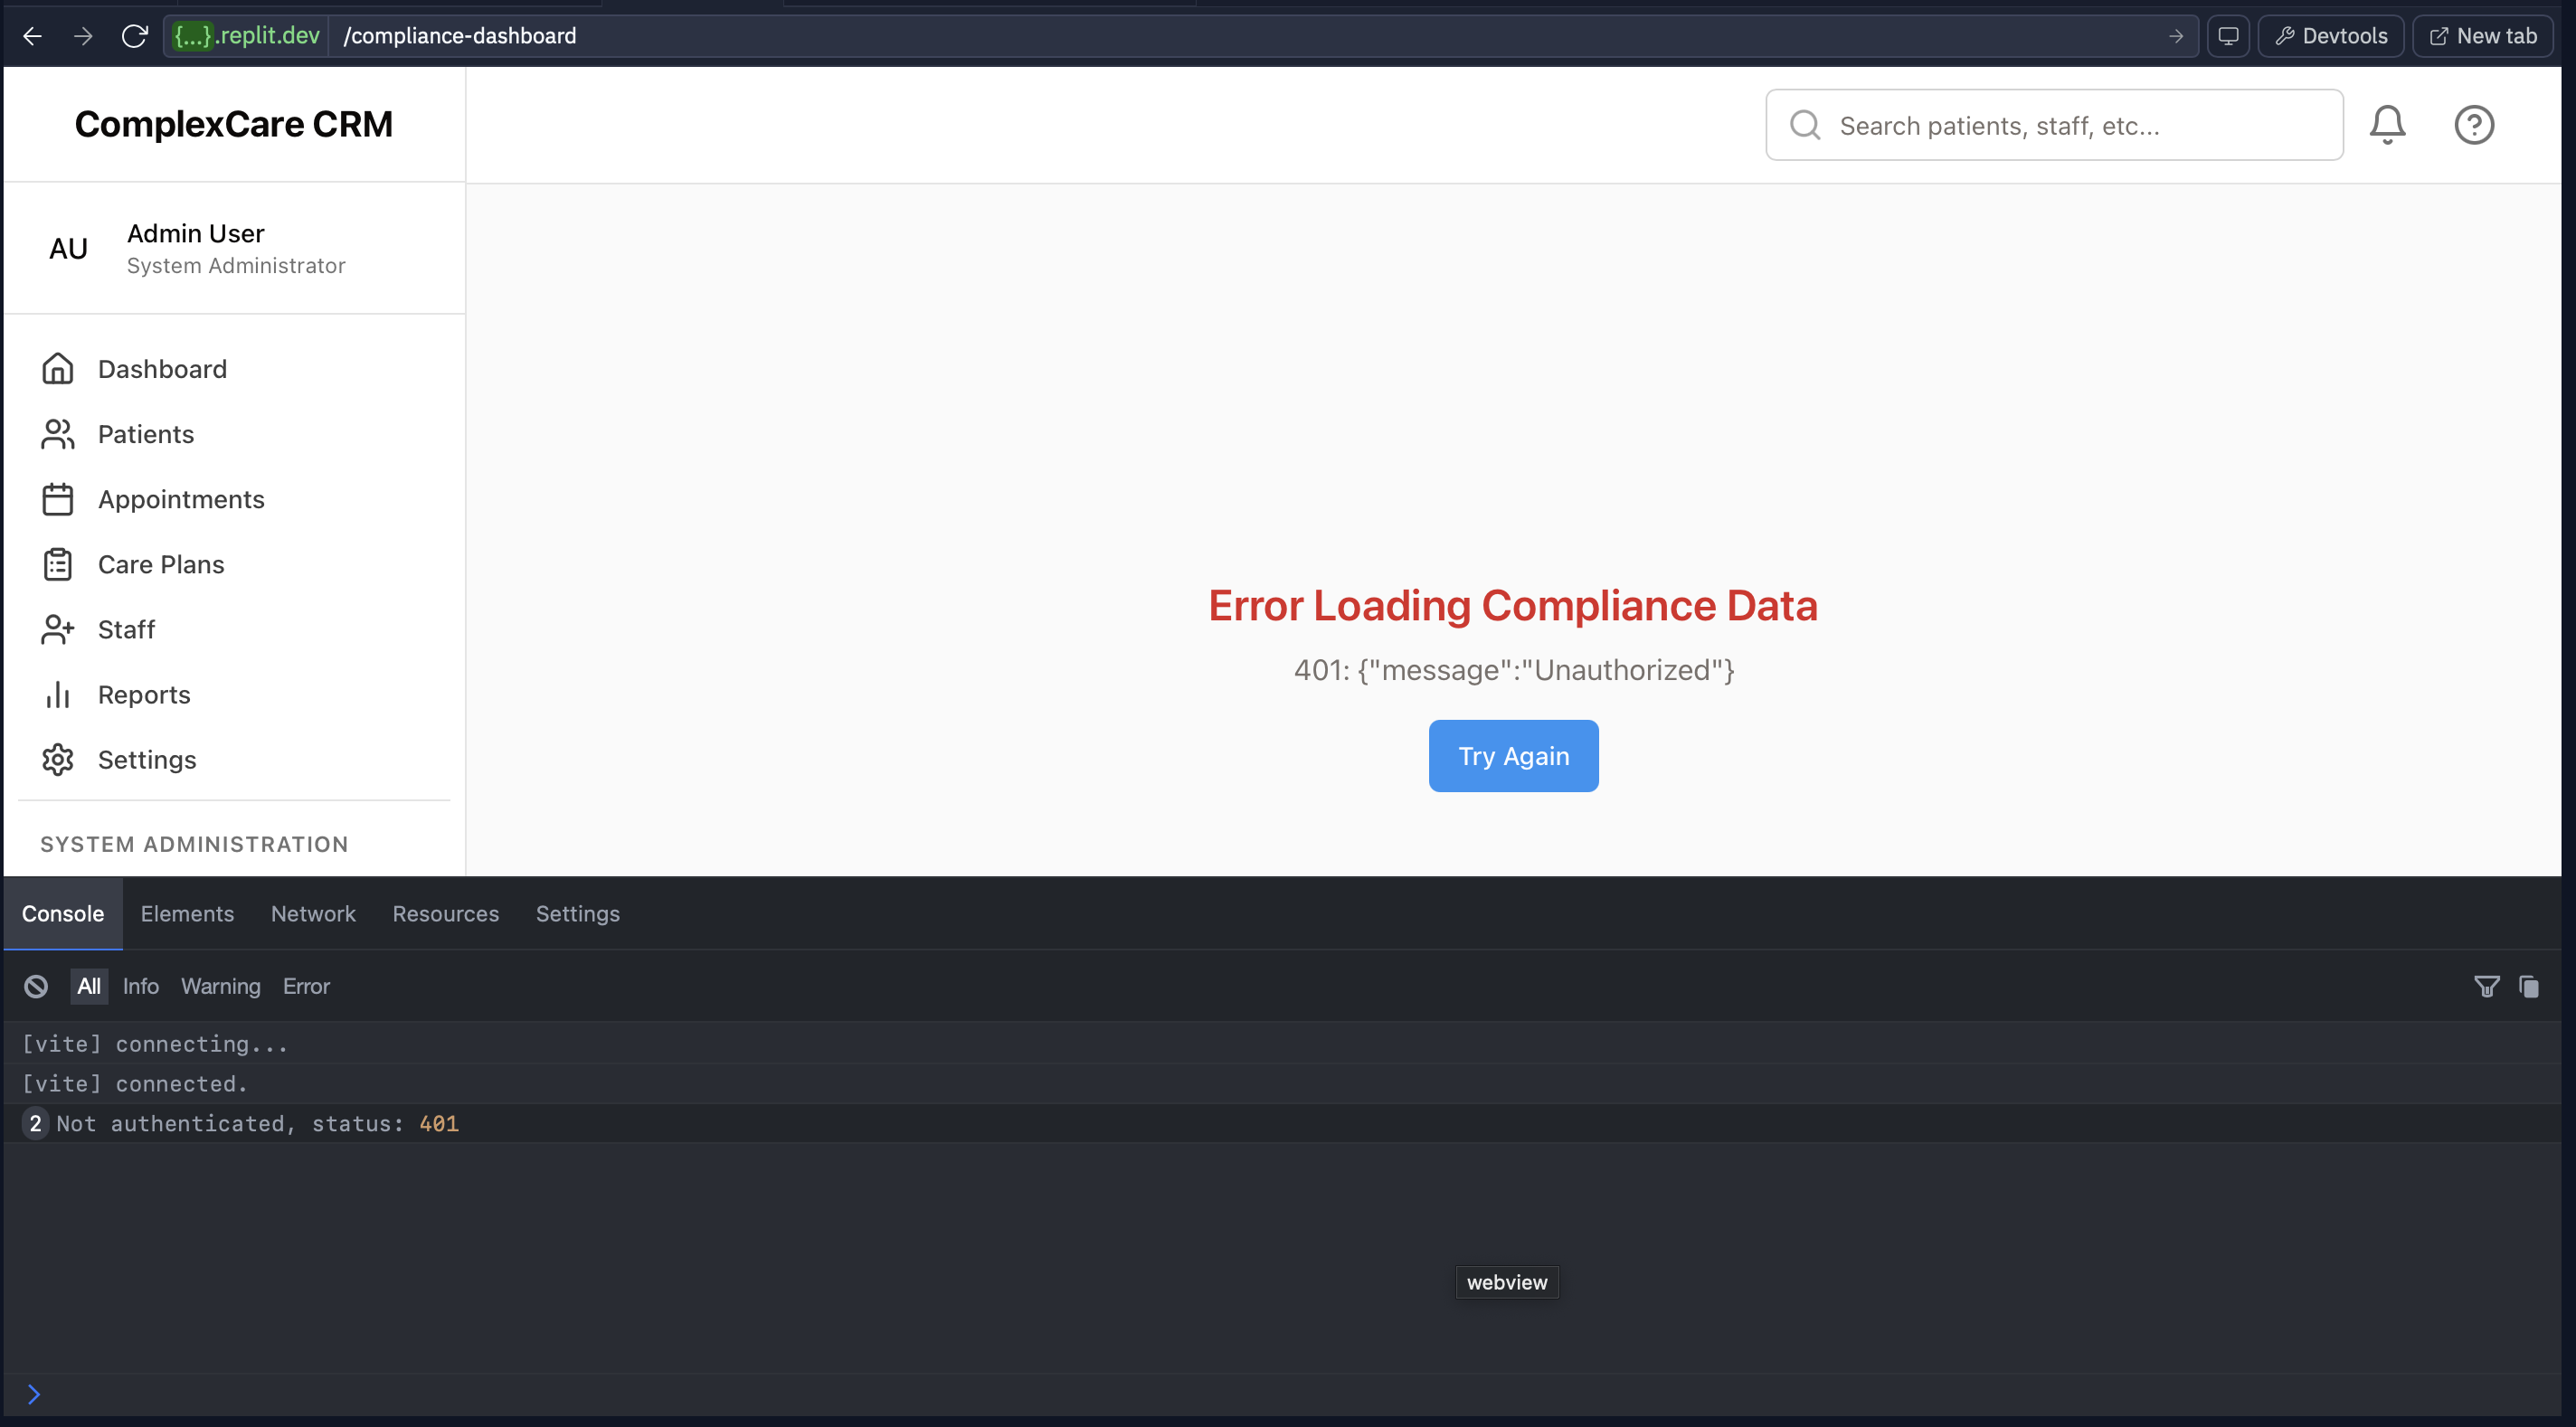 {...}.replit.dev /compliance-dashboard Devtools New tab
ComplexCare CRM
Search patients, staff, etc...
AU
Admin User
System Administrator
Dashboard
Patients
Appointments
Care Plans
Staff
Reports
Settings
SYSTEM ADMINISTRATION
Error Loading Compliance Data
401: {"message":"Unauthorized"}
Try Again
Console Elements Network Resources Settings
All Info Warning Error
[vite] connecting...
[vite] connected.
2 Not authenticated, status: 401
webview